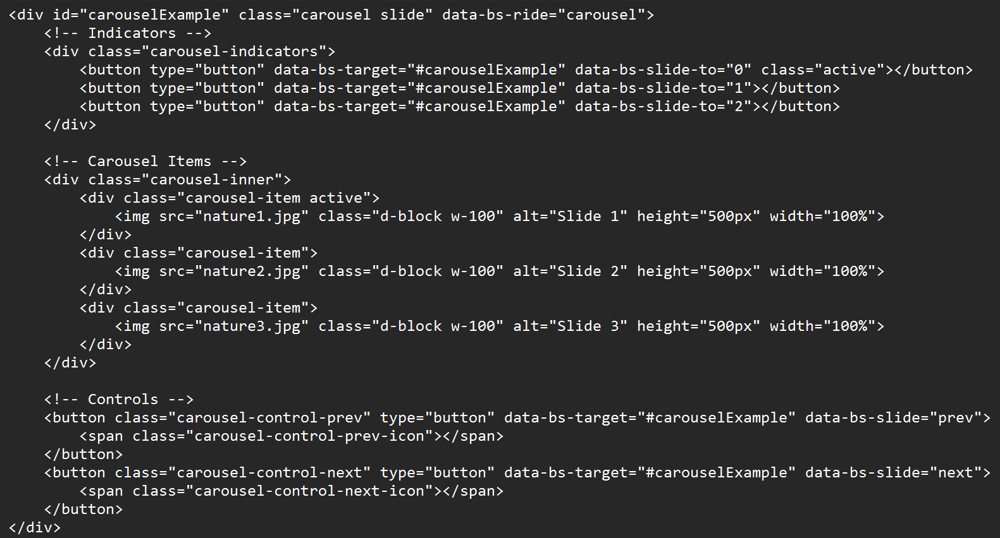 <div id="carouselExample" class="carousel slide" data-bs-ride="carousel">
    <!-- Indicators -->
    <div class="carousel-indicators">
        <button type="button" data-bs-target="#carouselExample" data-bs-slide-to="0" class="active"></button>
        <button type="button" data-bs-target="#carouselExample" data-bs-slide-to="1"></button>
        <button type="button" data-bs-target="#carouselExample" data-bs-slide-to="2"></button>
    </div>

    <!-- Carousel Items -->
    <div class="carousel-inner">
        <div class="carousel-item active">
            <img src="nature1.jpg" class="d-block w-100" alt="Slide 1" height="500px" width="100%">
        </div>
        <div class="carousel-item">
            <img src="nature2.jpg" class="d-block w-100" alt="Slide 2" height="500px" width="100%">
        </div>
        <div class="carousel-item">
            <img src="nature3.jpg" class="d-block w-100" alt="Slide 3" height="500px" width="100%">
        </div>
    </div>

    <!-- Controls -->
    <button class="carousel-control-prev" type="button" data-bs-target="#carouselExample" data-bs-slide="prev">
        <span class="carousel-control-prev-icon"></span>
    </button>
    <button class="carousel-control-next" type="button" data-bs-target="#carouselExample" data-bs-slide="next">
        <span class="carousel-control-next-icon"></span>
    </button>
</div>